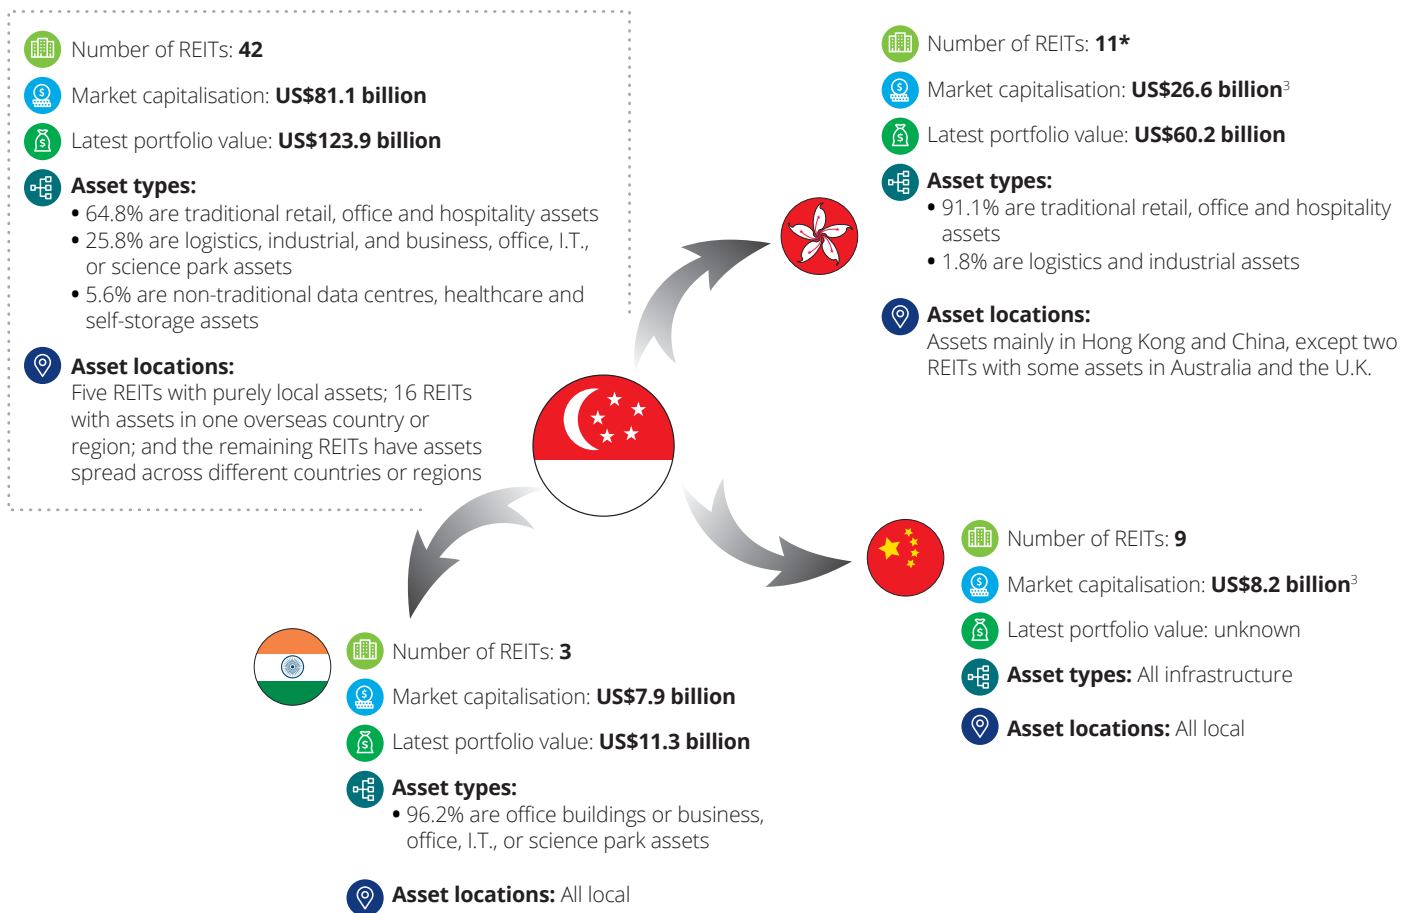 Number of REITs: 42
Market capitalisation: US$81.1 billion
Latest portfolio value: US$123.9 billion
Asset types:
• 64.8% are traditional retail, office and hospitality assets
• 25.8% are logistics, industrial, and business, office, I.T.,
or science park assets
• 5.6% are non-traditional data centres, healthcare and
self-storage assets
Asset locations:
Five REITs with purely local assets; 16 REITs
with assets in one overseas country or
region; and the remaining REITs have assets
spread across different countries or regions
Number of REITs: 11*
Market capitalisation: US$26.6 billion³
Latest portfolio value: US$60.2 billion
Asset types:
• 91.1% are traditional retail, office and hospitality
assets
• 1.8% are logistics and industrial assets
Asset locations:
Assets mainly in Hong Kong and China, except two
REITs with some assets in Australia and the U.K.
Number of REITs: 9
Market capitalisation: US$8.2 billion³
Latest portfolio value: unknown
Asset types: All infrastructure
Asset locations: All local
Number of REITs: 3
Market capitalisation: US$7.9 billion
Latest portfolio value: US$11.3 billion
Asset types:
• 96.2% are office buildings or business,
office, I.T., or science park assets
Asset locations: All local